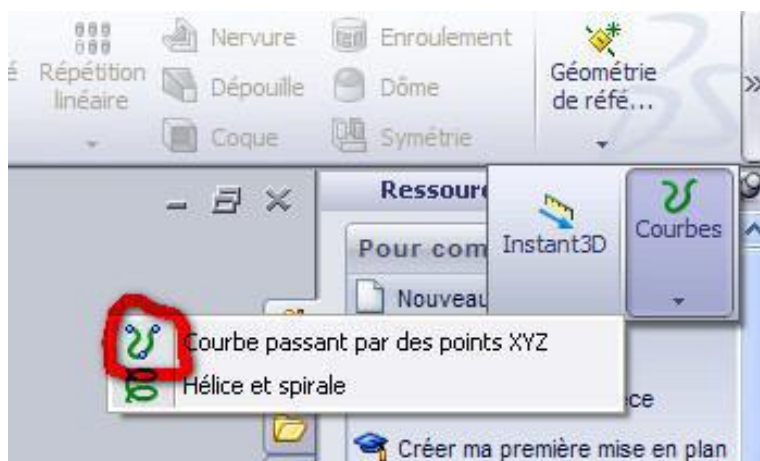 é
Répétition
linéaire
Nervure
Dépouille
Coque
Enroulement
Dôme
Symétrie
Géométrie
de réfé...
»
Ressour
Instant3D
Courbes
Pour com
Nouveau
Courbe passant par des points XYZ
Hélice et spirale
ce
Créer ma première mise en plan